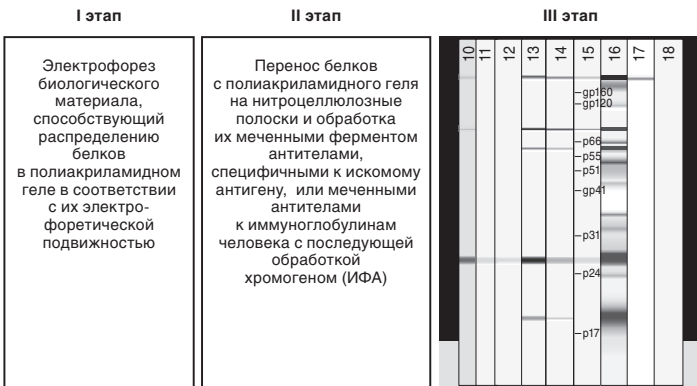 I этап
Электрофорез
биологического
материала,
способствующий
распределению
белков
в полиакриламидном
геле в соответствии
с их электро-
форетической
подвижностью
II этап
Перенос белков
с полиакриламидного геля
на нитроцеллюлозные
полоски и обработка
их меченными ферментом
антителами,
специфичными к искомому
антигену, или меченными
антителами
к иммуноглобулинам
человека с последующей
обработкой
хромогеном (ИФА)
III этап
10 11 12 13 14 15 16 17 18
gp160
gp120
p66
p55
p51
gp41
p31
p24
p17